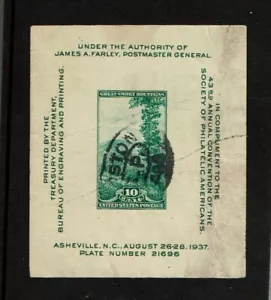 UNDER THE AUTHORITY OF
JAMES A. FARLEY, POSTMASTER GENERAL
PRINTED BY THE
TREASURY DEPARTMENT,
BUREAU OF ENGRAVING AND PRINTING.
IN COMPLIMENT TO THE
43RD ANNUAL CONVENTION OF THE
SOCIETY OF PHILATELIC AMERICANS.
GREAT SMOKY MOUNTAINS
10
CENTS
UNITED STATES POSTAGE
ASHEVILLE, N.C., AUGUST 26-28, 1937.
PLATE NUMBER 21696